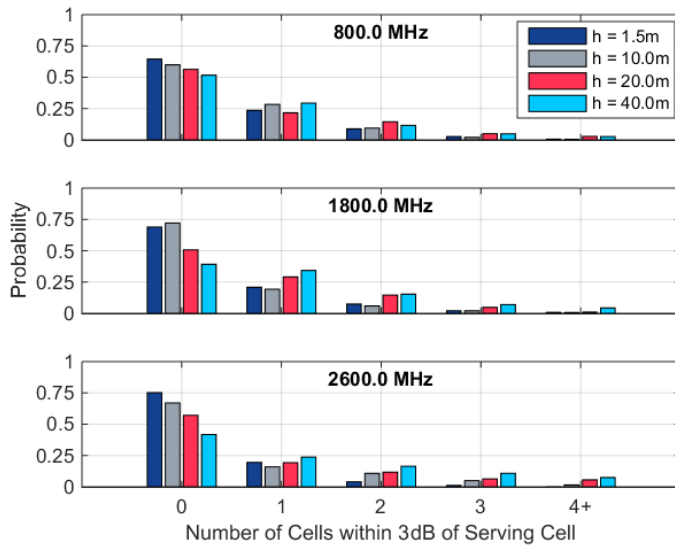 800.0 MHz
h = 1.5m
h = 10.0m
h = 20.0m
h = 40.0m
1
0.75
0.5
0.25
0
1800.0 MHz
1
0.75
0.5
0.25
0
Probability
2600.0 MHz
1
0.75
0.5
0.25
0
0 1 2 3 4+
Number of Cells within 3dB of Serving Cell